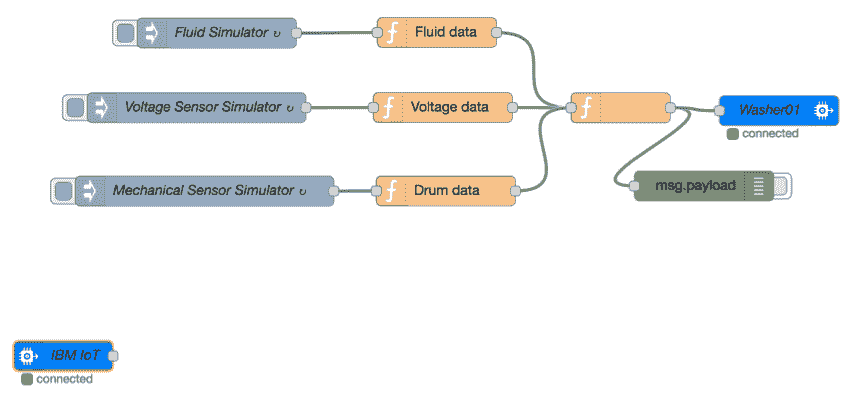 Fluid Simulator ↻
Fluid data
Voltage Sensor Simulator ↻
Voltage data
Washer01
connected
Mechanical Sensor Simulator ↻
Drum data
msg.payload
IBM IoT
connected